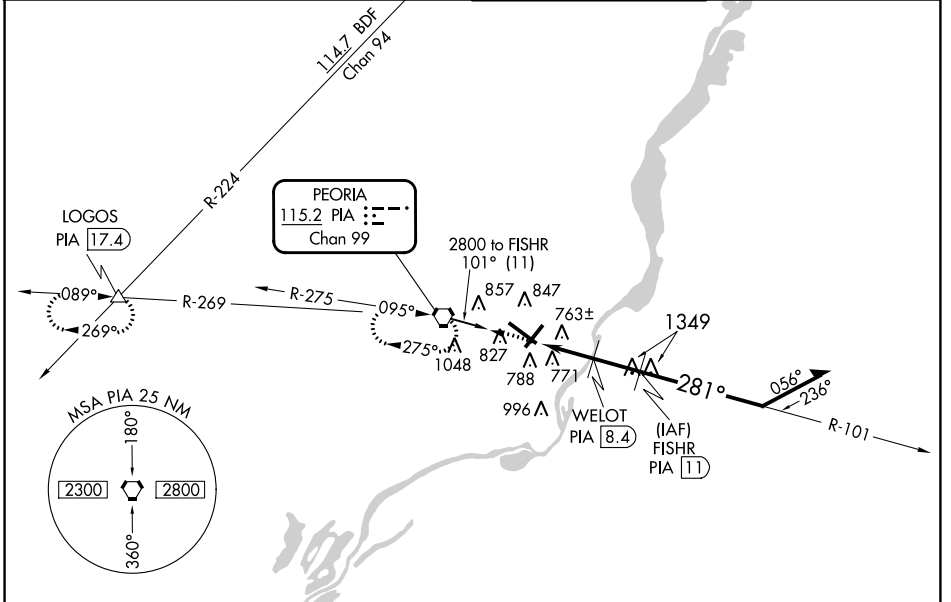 114.7 BDF
Chan 94
R-224
PEORIA
115.2 PIA
Chan 99
LOGOS
PIA 17.4
2800 to FISHR
101° (11)
089°
269°
R-269
R-275
095°
275°
857
847
763±
1349
1048
827
788
771
996
281°
056°
236°
R-101
WELOT
PIA 8.4
(IAF)
FISHR
PIA 11
MSA PIA 25 NM
180°
2300
2800
360°